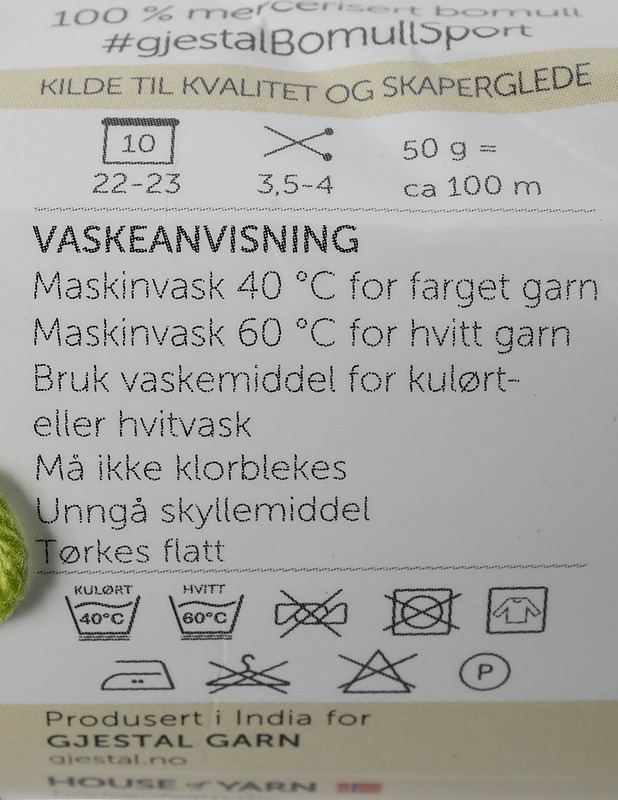 100 % mercerisert bomull
#gjestalBomullSport
KILDE TIL KVALITET OG SKAPERGLEDE
10
22-23 3,5-4 50 g =
ca 100 m
VASKEANVISNING
Maskinvask 40 °C for farget garn
Maskinvask 60 °C for hvitt garn
Bruk vaskemiddel for kulørt-
eller hvitvask
Må ikke klorblekes
Unngå skyllemiddel
Tørkes flatt
KULØRT HVITT
40°C 60°C
P
Produsert i India for
GJESTAL GARN
gjestal.no
HOUSE of YARN